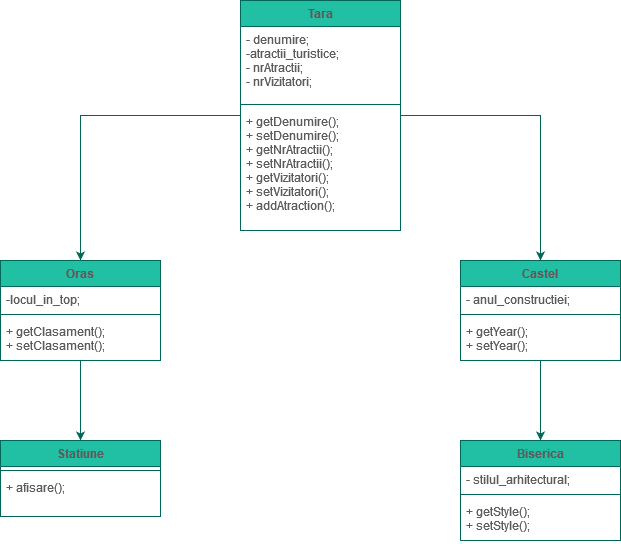 Tara
- denumire;
-atractii_turistice;
- nrAtractii;
- nrVizitatori;
+ getDenumire();
+ setDenumire();
+ getNrAtractii();
+ setNrAtractii();
+ getVizitatori();
+ setVizitatori();
+ addAtraction();
Oras
-locul_in_top;
+ getClasament();
+ setClasament();
Castel
- anul_constructiei;
+ getYear();
+ setYear();
Statiune
+ afisare();
Biserica
- stilul_arhitectural;
+ getStyle();
+ setStyle();